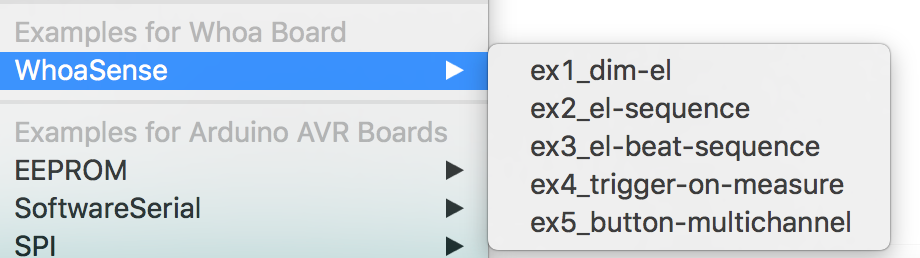 Examples for Whoa Board
WhoaSense
ex1_dim-el
ex2_el-sequence
ex3_el-beat-sequence
ex4_trigger-on-measure
ex5_button-multichannel
Examples for Arduino AVR Boards
EEPROM
SoftwareSerial
SPI